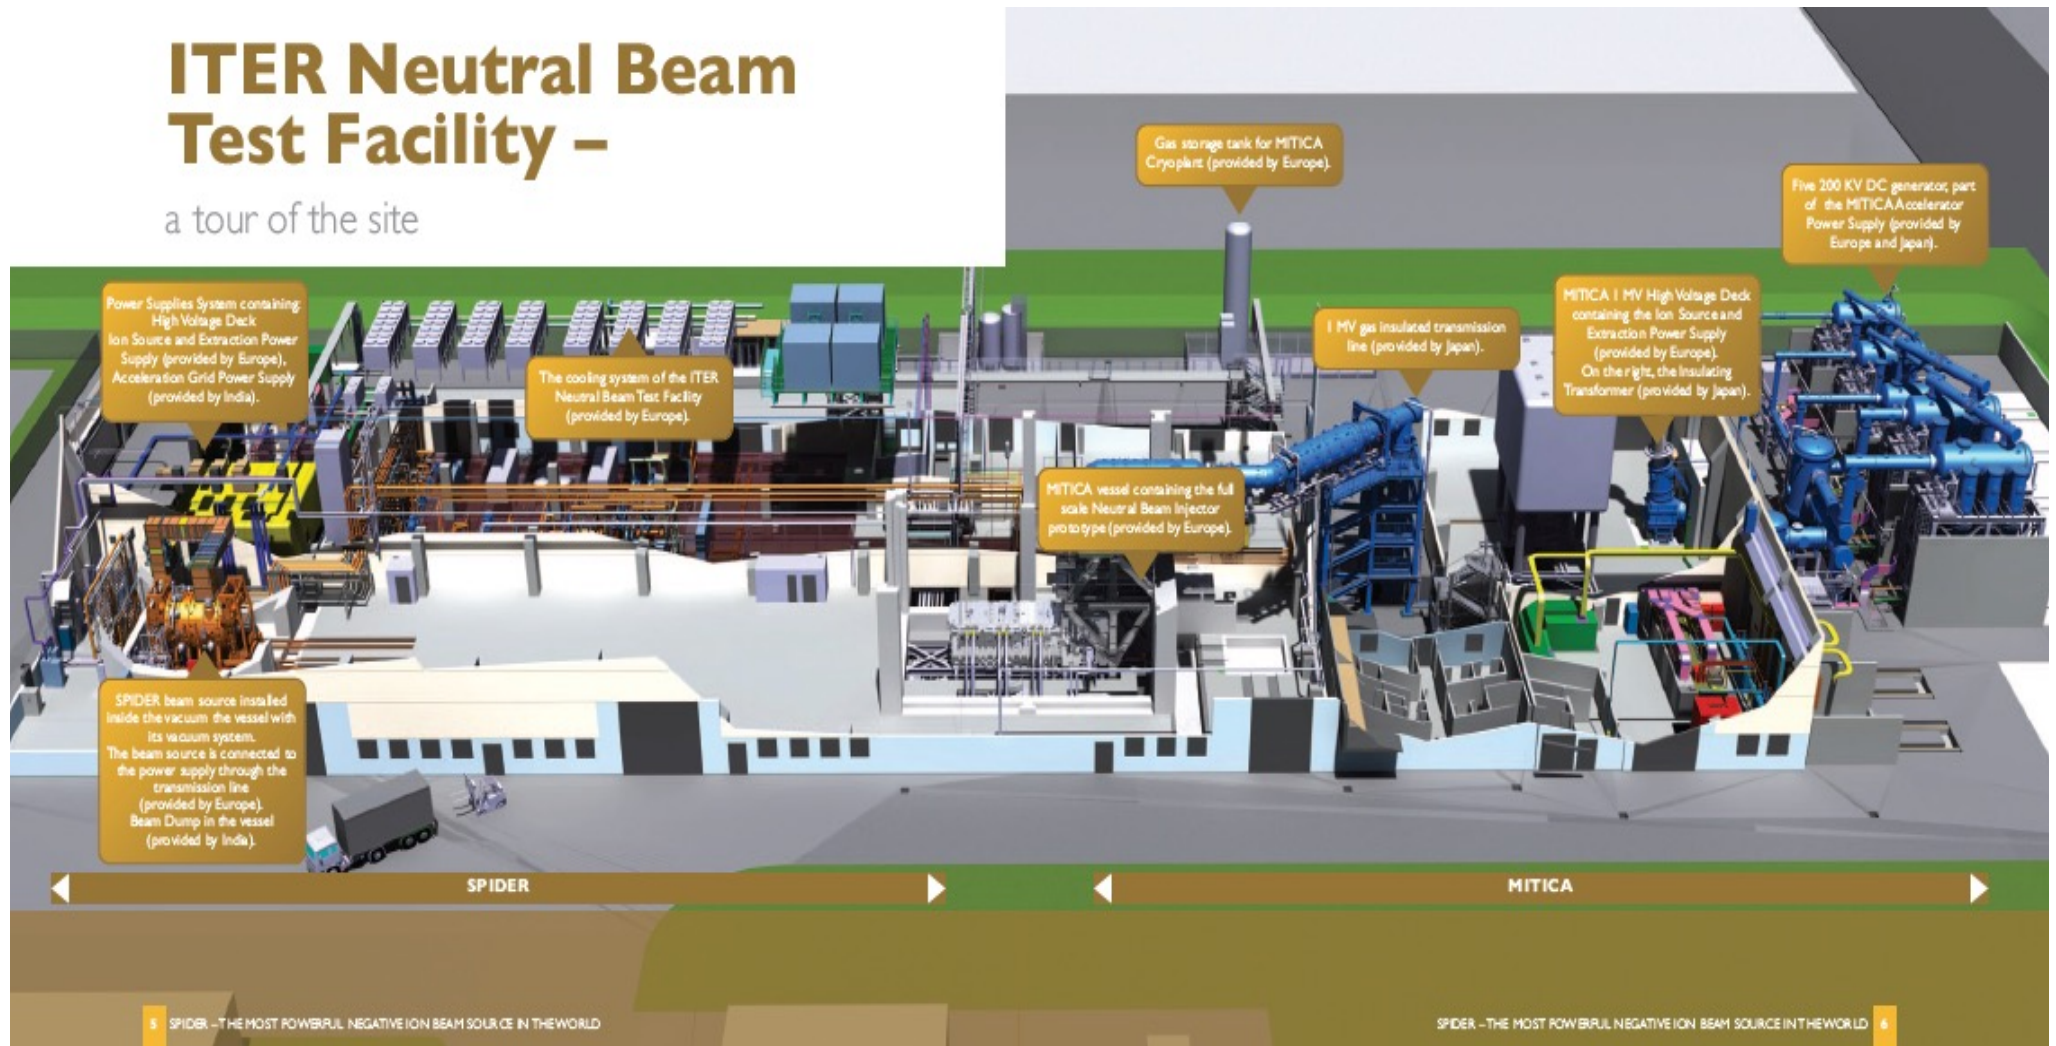 ITER Neutral Beam
Test Facility –
a tour of the site
Gas storage tank for MITICA
Cryoplant (provided by Europe).
Five 200 KV DC generator, part
of the MITICA Accelerator
Power Supply (provided by
Europe and Japan).
Power Supplies System containing:
High Voltage Deck
Ion Source and Extraction Power
Supply (provided by Europe),
Acceleration Grid Power Supply
(provided by India).
The cooling system of the ITER
Neutral Beam Test Facility
(provided by Europe).
1 MV gas insulated transmission
line (provided by Japan).
MITICA 1 MV High Voltage Deck
containing the Ion Source and
Extraction Power Supply
(provided by Europe).
On the right, the Insulating
Transformer (provided by Japan).
MITICA vessel containing the full
scale Neutral Beam Injector
prototype (provided by Europe).
SPIDER beam source installed
inside the vacuum the vessel with
its vacuum system.
The beam source is connected to
the power supply through the
transmission line
(provided by Europe).
Beam Dump in the vessel
(provided by India).
SPIDER
MITICA
5 SPIDER – THE MOST POWERFUL NEGATIVE ION BEAM SOURCE IN THE WORLD
SPIDER – THE MOST POWERFUL NEGATIVE ION BEAM SOURCE IN THE WORLD 6